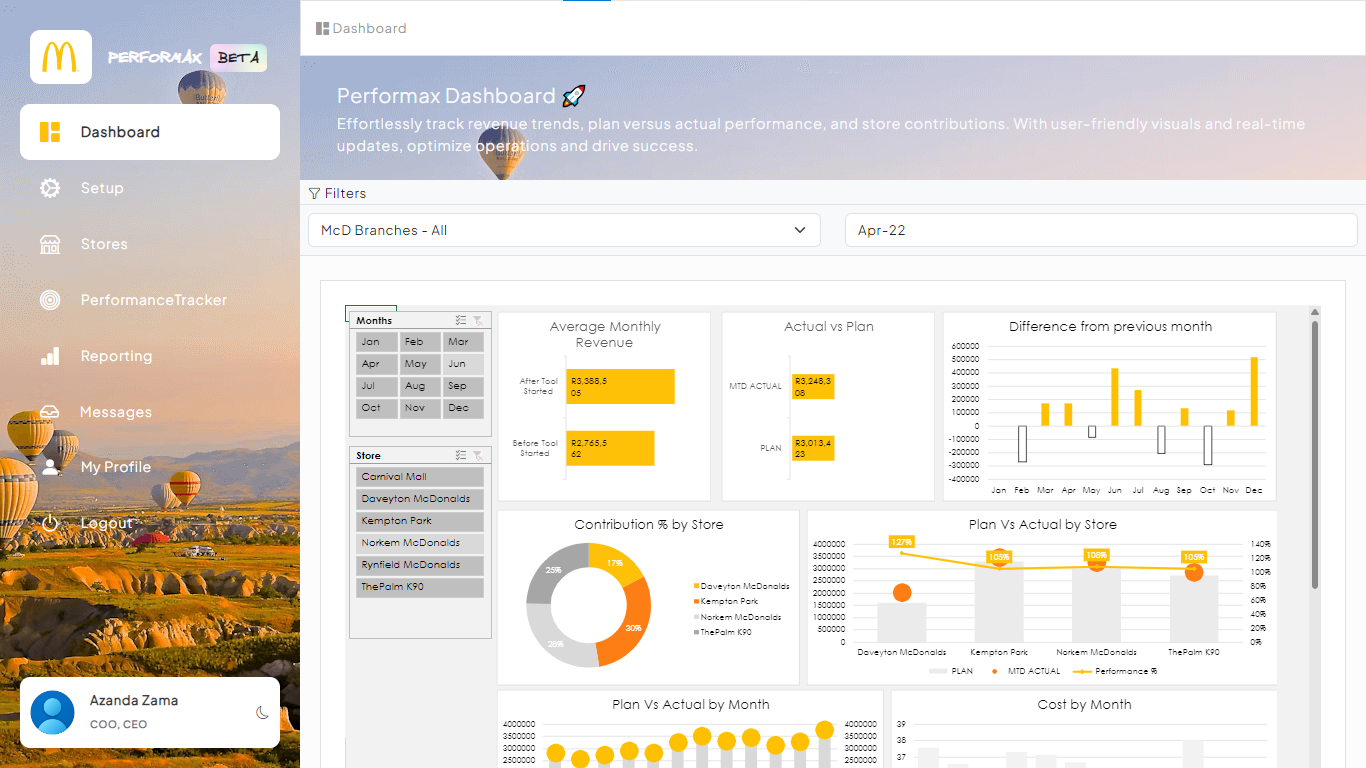 PERFORMAX BETA
Dashboard
Setup
Stores
PerformanceTracker
Reporting
Messages
My Profile
Logout
Azanda Zama
COO, CEO
Dashboard
Performax Dashboard 🚀
Effortlessly track revenue trends, plan versus actual performance, and store contributions. With user-friendly visuals and real-time
updates, optimize operations and drive success.
Filters
McD Branches - All
Apr-22
Months
Jan Feb Mar
Apr May Jun
Jul Aug Sep
Oct Nov Dec
Store
Carnival Mall
Daveyton McDonalds
Kempton Park
Norkem McDonalds
Rynfield McDonalds
ThePalm K90
Average Monthly
Revenue
After Tool
Started
R3,388,5
05
Before Tool
Started
R2,765,5
62
Actual vs Plan
MTD ACTUAL
R3,248,3
08
PLAN
R3,013,4
23
Difference from previous month
600000
500000
400000
300000
200000
100000
0
-100000
-200000
-300000
-400000
Jan Feb Mar Apr May Jun Jul Aug Sep Oct Nov Dec
Contribution % by Store
17%
30%
28%
25%
Daveyton McDonalds
Kempton Park
Norkem McDonalds
ThePalm K90
Plan Vs Actual by Store
4000000
3500000
3000000
2500000
2000000
1500000
1000000
500000
0
127%
105%
108%
105%
140%
120%
100%
80%
60%
40%
20%
0%
Daveyton McDonalds Kempton Park Norkem McDonalds ThePalm K90
PLAN MTD ACTUAL Performance %
Plan Vs Actual by Month
4000000
3500000
3000000
2500000
4000000
3500000
3000000
2500000
Cost by Month
39
38
37